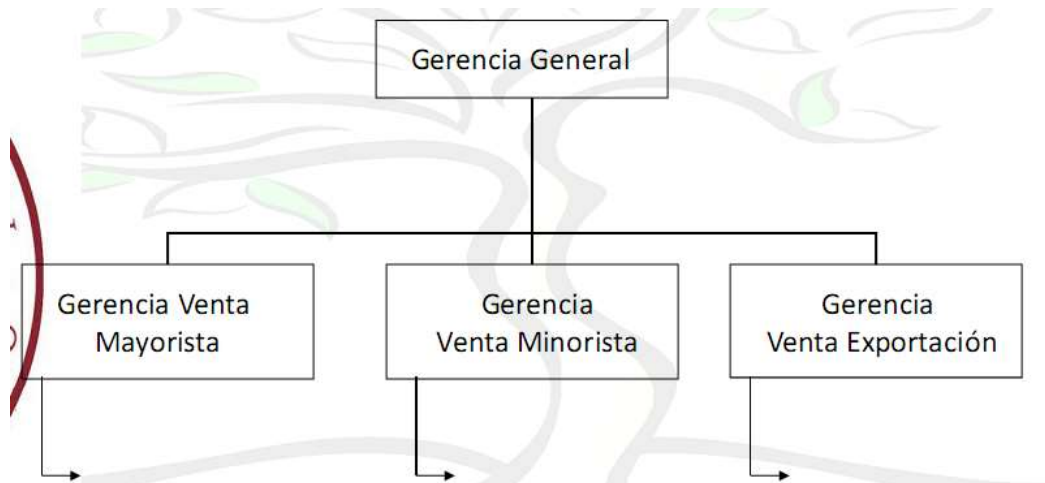 Gerencia General
Gerencia Venta
Mayorista
Gerencia
Venta Minorista
Gerencia
Venta Exportación